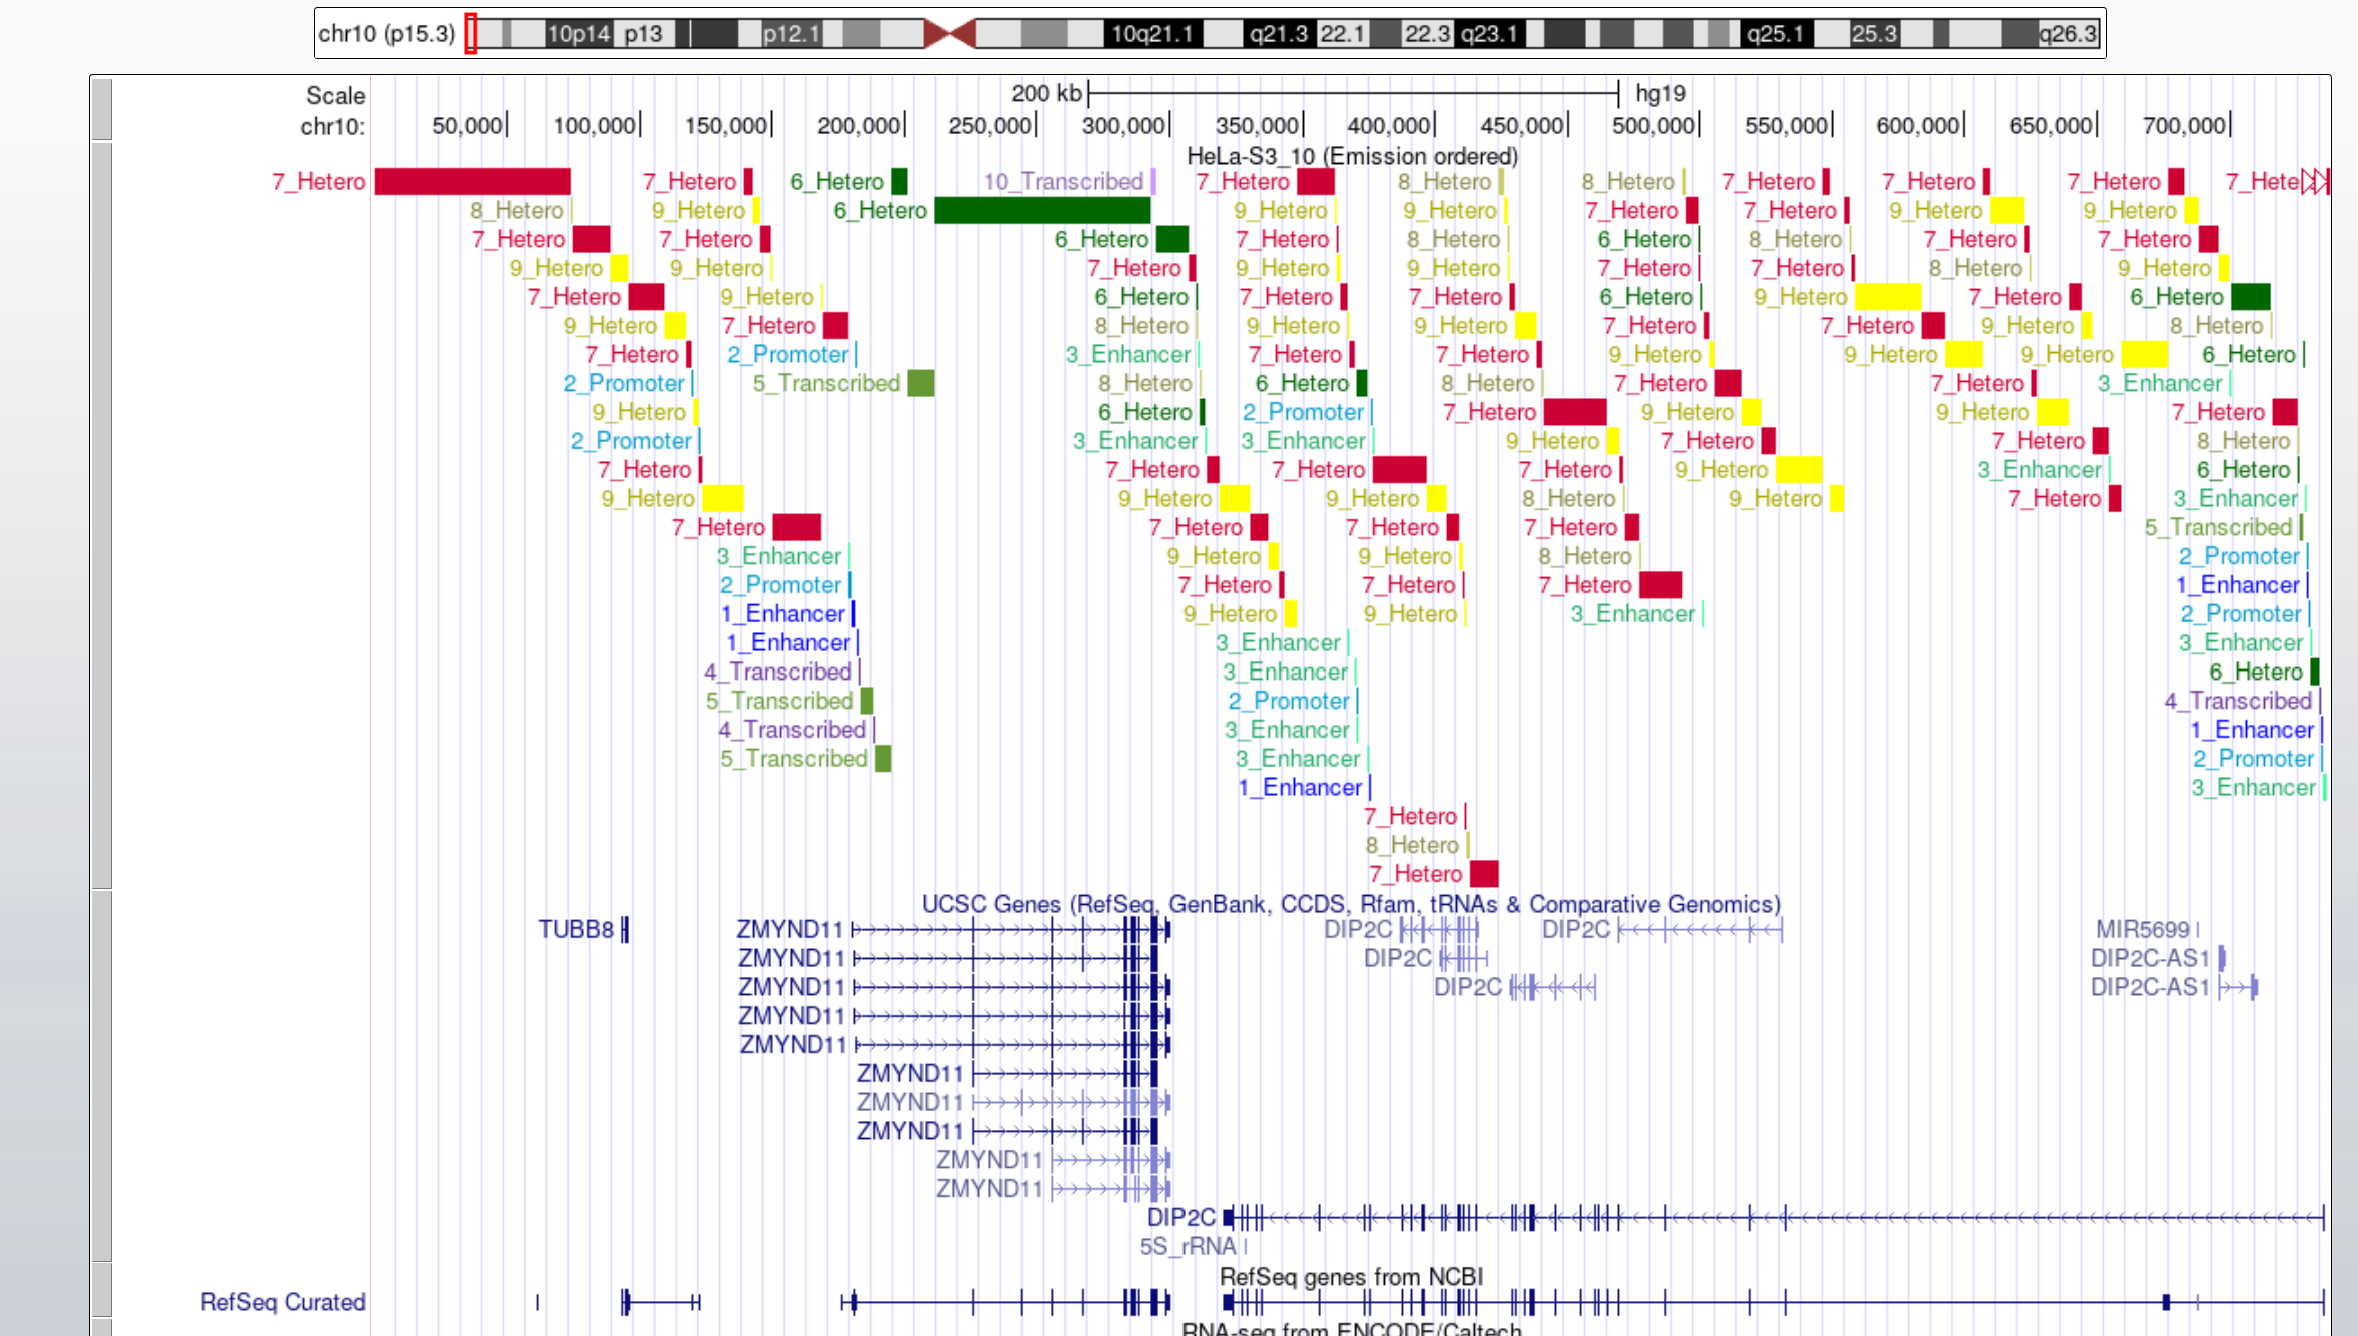 chr10 (p15.3) 10p14 p13 p12.1 10q21.1 q21.3 22.1 22.3 q23.1 q25.1 25.3 q26.3
Scale 200 kb hg19
chr10: 50,000 100,000 150,000 200,000 250,000 300,000 350,000 400,000 450,000 500,000 550,000 600,000 650,000 700,000
HeLa-S3_10 (Emission ordered)
7_Hetero 7_Hetero 6_Hetero 10_Transcribed 7_Hetero 8_Hetero 8_Hetero 7_Hetero 7_Hetero 7_Hetero 7_Hete
8_Hetero 9_Hetero 6_Hetero 9_Hetero 9_Hetero 7_Hetero 7_Hetero 9_Hetero 9_Hetero
7_Hetero 7_Hetero 6_Hetero 7_Hetero 8_Hetero 6_Hetero 8_Hetero 7_Hetero 7_Hetero
9_Hetero 9_Hetero 7_Hetero 9_Hetero 9_Hetero 7_Hetero 7_Hetero 8_Hetero 9_Hetero
7_Hetero 9_Hetero 6_Hetero 7_Hetero 7_Hetero 6_Hetero 9_Hetero 7_Hetero 6_Hetero
9_Hetero 7_Hetero 8_Hetero 9_Hetero 9_Hetero 7_Hetero 7_Hetero 9_Hetero 8_Hetero
7_Hetero 2_Promoter 3_Enhancer 7_Hetero 7_Hetero 9_Hetero 9_Hetero 9_Hetero 6_Hetero
2_Promoter 5_Transcribed 8_Hetero 6_Hetero 8_Hetero 7_Hetero 7_Hetero 3_Enhancer
9_Hetero 6_Hetero 2_Promoter 7_Hetero 9_Hetero 9_Hetero 7_Hetero
2_Promoter 3_Enhancer 3_Enhancer 9_Hetero 7_Hetero 7_Hetero 8_Hetero
7_Hetero 7_Hetero 7_Hetero 7_Hetero 9_Hetero 3_Enhancer 6_Hetero
9_Hetero 9_Hetero 9_Hetero 8_Hetero 9_Hetero 7_Hetero 3_Enhancer
7_Hetero 7_Hetero 7_Hetero 7_Hetero 5_Transcribed
3_Enhancer 9_Hetero 9_Hetero 8_Hetero 2_Promoter
2_Promoter 7_Hetero 7_Hetero 7_Hetero 1_Enhancer
1_Enhancer 9_Hetero 9_Hetero 3_Enhancer 2_Promoter
1_Enhancer 3_Enhancer 3_Enhancer
4_Transcribed 3_Enhancer 6_Hetero
5_Transcribed 2_Promoter 4_Transcribed
4_Transcribed 3_Enhancer 1_Enhancer
5_Transcribed 3_Enhancer 2_Promoter
1_Enhancer 3_Enhancer
7_Hetero
8_Hetero
7_Hetero
UCSC Genes (RefSeq, GenBank, CCDS, Rfam, tRNAs & Comparative Genomics)
TUBB8 ZMYND11 DIP2C DIP2C MIR5699
ZMYND11 DIP2C DIP2C-AS1
ZMYND11 DIP2C DIP2C-AS1
ZMYND11
ZMYND11
ZMYND11
ZMYND11
ZMYND11
ZMYND11
ZMYND11
DIP2C
5S_rRNA
RefSeq genes from NCBI
RefSeq Curated
RNA-seq from ENCODE/Caltech